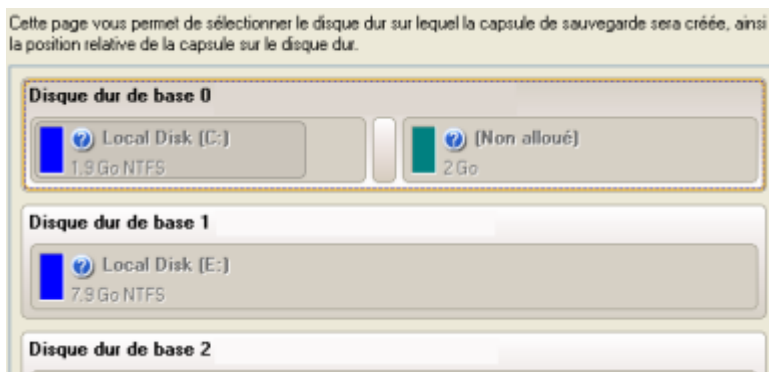 Cette page vous permet de sélectionner le disque dur sur lequel la capsule de sauvegarde sera créée, ainsi
la position relative de la capsule sur le disque dur.
Disque dur de base 0
Local Disk (C:)
1.9 Go NTFS
(Non alloué)
2 Go
Disque dur de base 1
Local Disk (E:)
7.9 Go NTFS
Disque dur de base 2